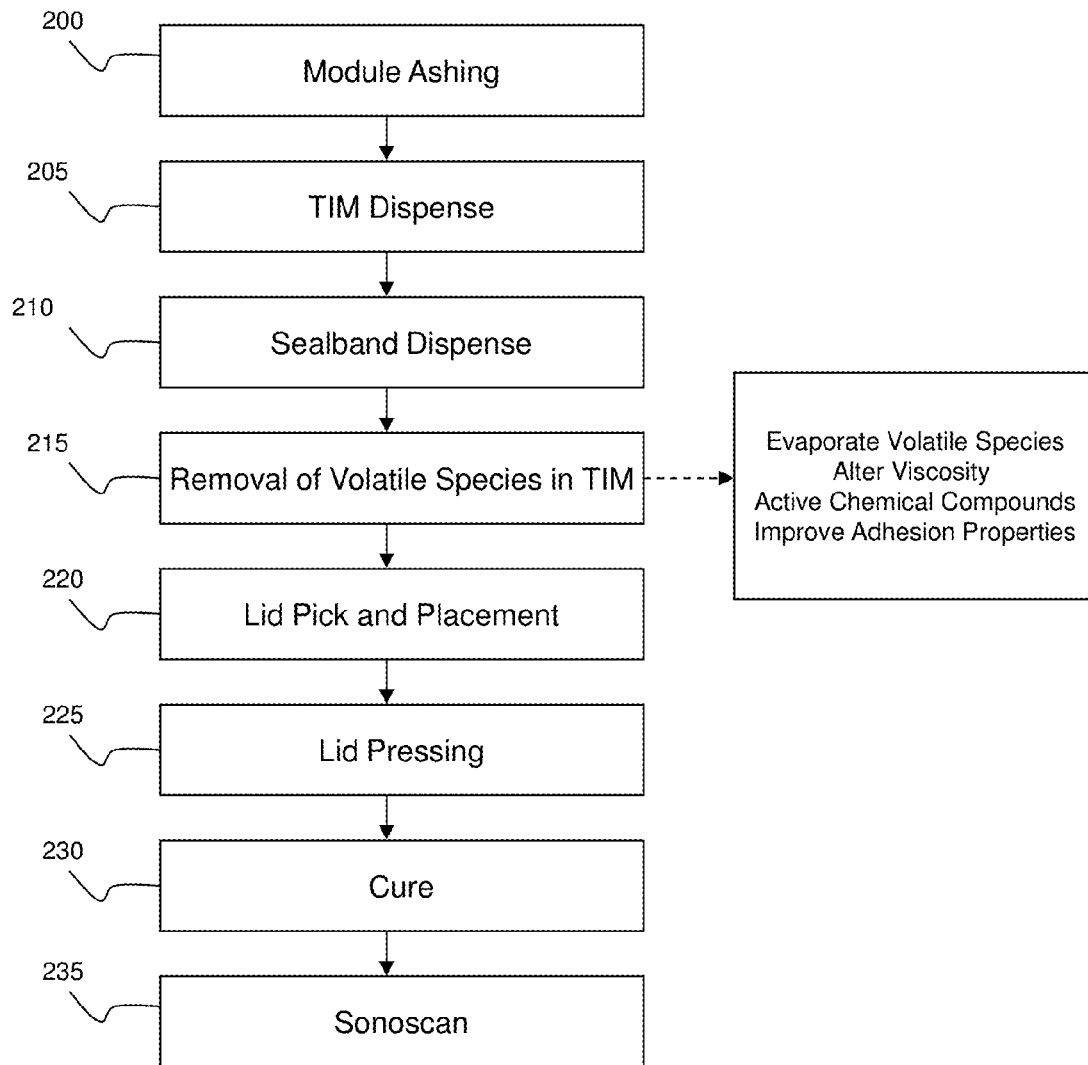 200
Module Ashing
205
TIM Dispense
210
Sealband Dispense
215
Removal of Volatile Species in TIM
Evaporate Volatile Species
Alter Viscosity
Active Chemical Compounds
Improve Adhesion Properties
220
Lid Pick and Placement
225
Lid Pressing
230
Cure
235
Sonoscan